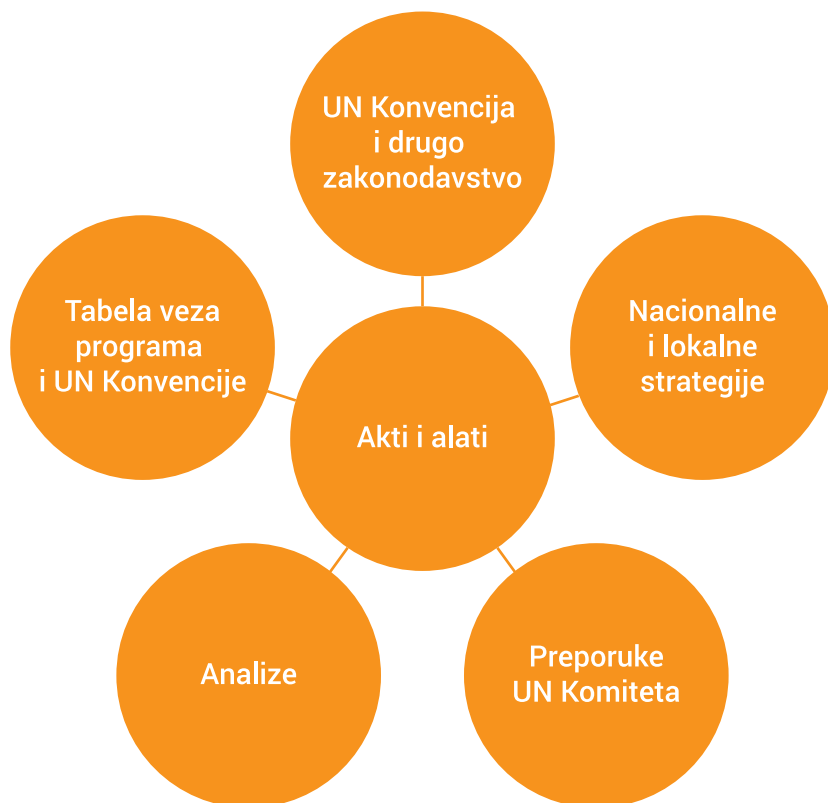 UN Konvencija
i drugo
zakonodavstvo
Tabela veza
programa
i UN Konvencije
Nacionalne
i lokalne
strategije
Akti i alati
Analize
Preporuke
UN Komiteta